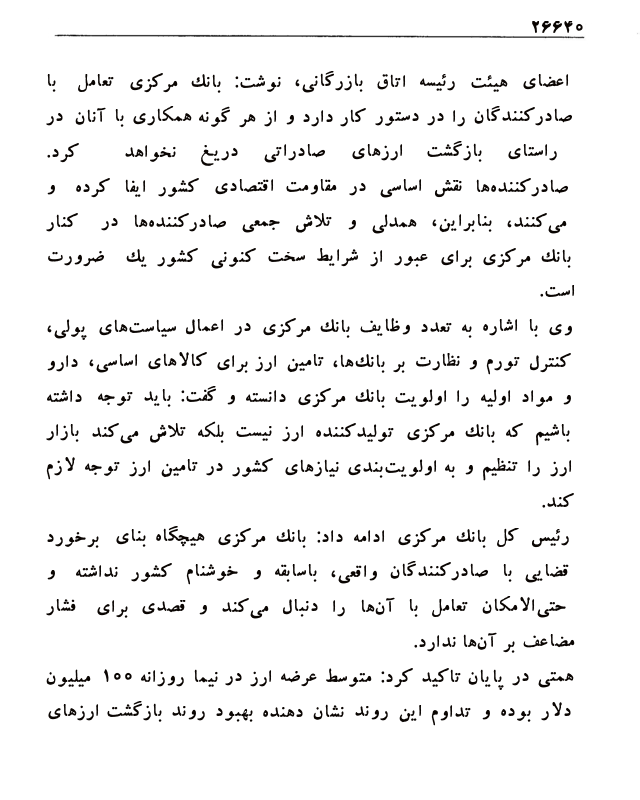 ۲۶۶۴۰
اعضای هیئت رئیسه اتاق بازرگانی، نوشت: بانك مرکزی تعامل با
صادرکنندگان را در دستور کار دارد و از هر گونه همکاری با آنان در
راستای بازگشت ارزهای صادراتی دریغ نخواهد کرد.
صادرکننده‌ها نقش اساسی در مقاومت اقتصادی کشور ایفا کرده و
می‌کنند، بنابراین، همدلی و تلاش جمعی صادرکننده‌ها در کنار
بانك مرکزی برای عبور از شرایط سخت کنونی کشور یك ضرورت
است.
وی با اشاره به تعدد وظایف بانك مرکزی در اعمال سیاست‌های پولی،
کنترل تورم و نظارت بر بانك‌ها، تامین ارز برای کالاهای اساسی، دارو
و مواد اولیه را اولویت بانك مرکزی دانسته و گفت: باید توجه داشته
باشیم که بانك مرکزی تولیدکننده ارز نیست بلکه تلاش می‌کند بازار
ارز را تنظیم و به اولویت‌بندی نیازهای کشور در تامین ارز توجه لازم
کند.
رئیس کل بانك مرکزی ادامه داد: بانك مرکزی هیچگاه بنای برخورد
قضایی با صادرکنندگان واقعی، باسابقه و خوشنام کشور نداشته و
حتی‌الامکان تعامل با آن‌ها را دنبال می‌کند و قصدی برای فشار
مضاعف بر آن‌ها ندارد.
همتی در پایان تاکید کرد: متوسط عرضه ارز در نیما روزانه ۱۰۰ میلیون
دلار بوده و تداوم این روند نشان دهنده بهبود روند بازگشت ارزهای